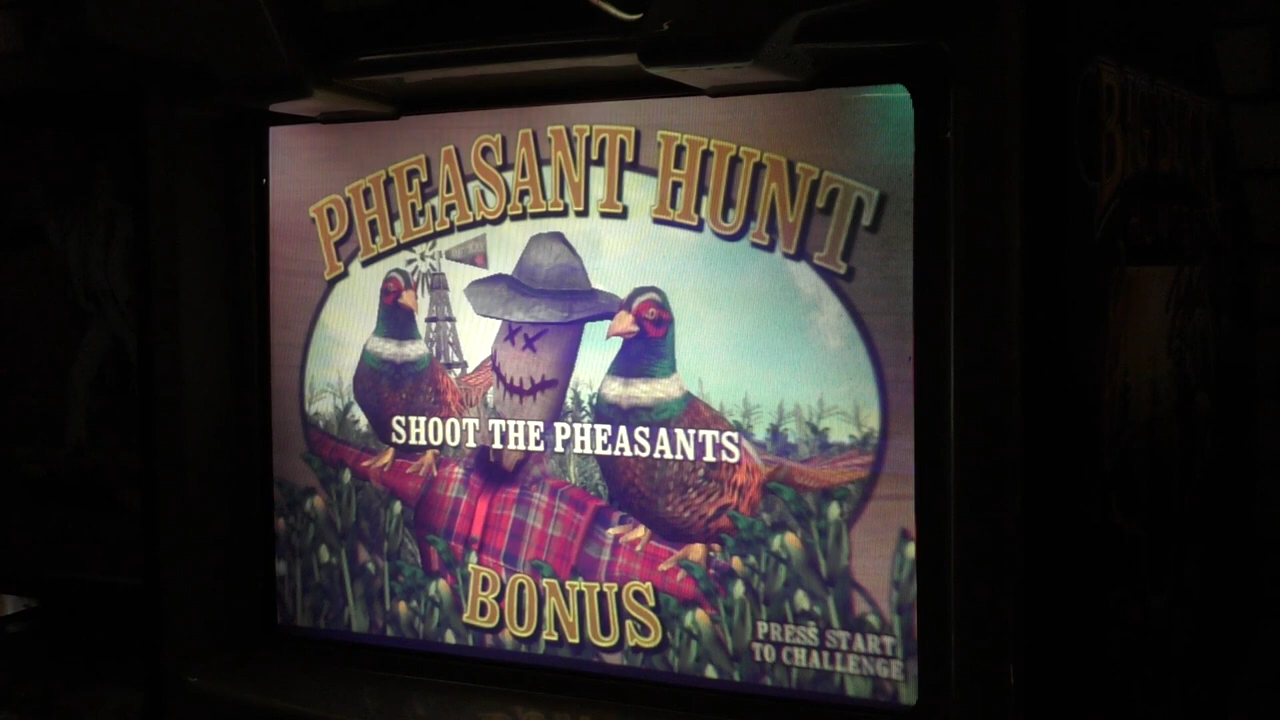 PHEASANT HUNT
SHOOT THE PHEASANTS
BONUS
PRESS START
TO CHALLENGE